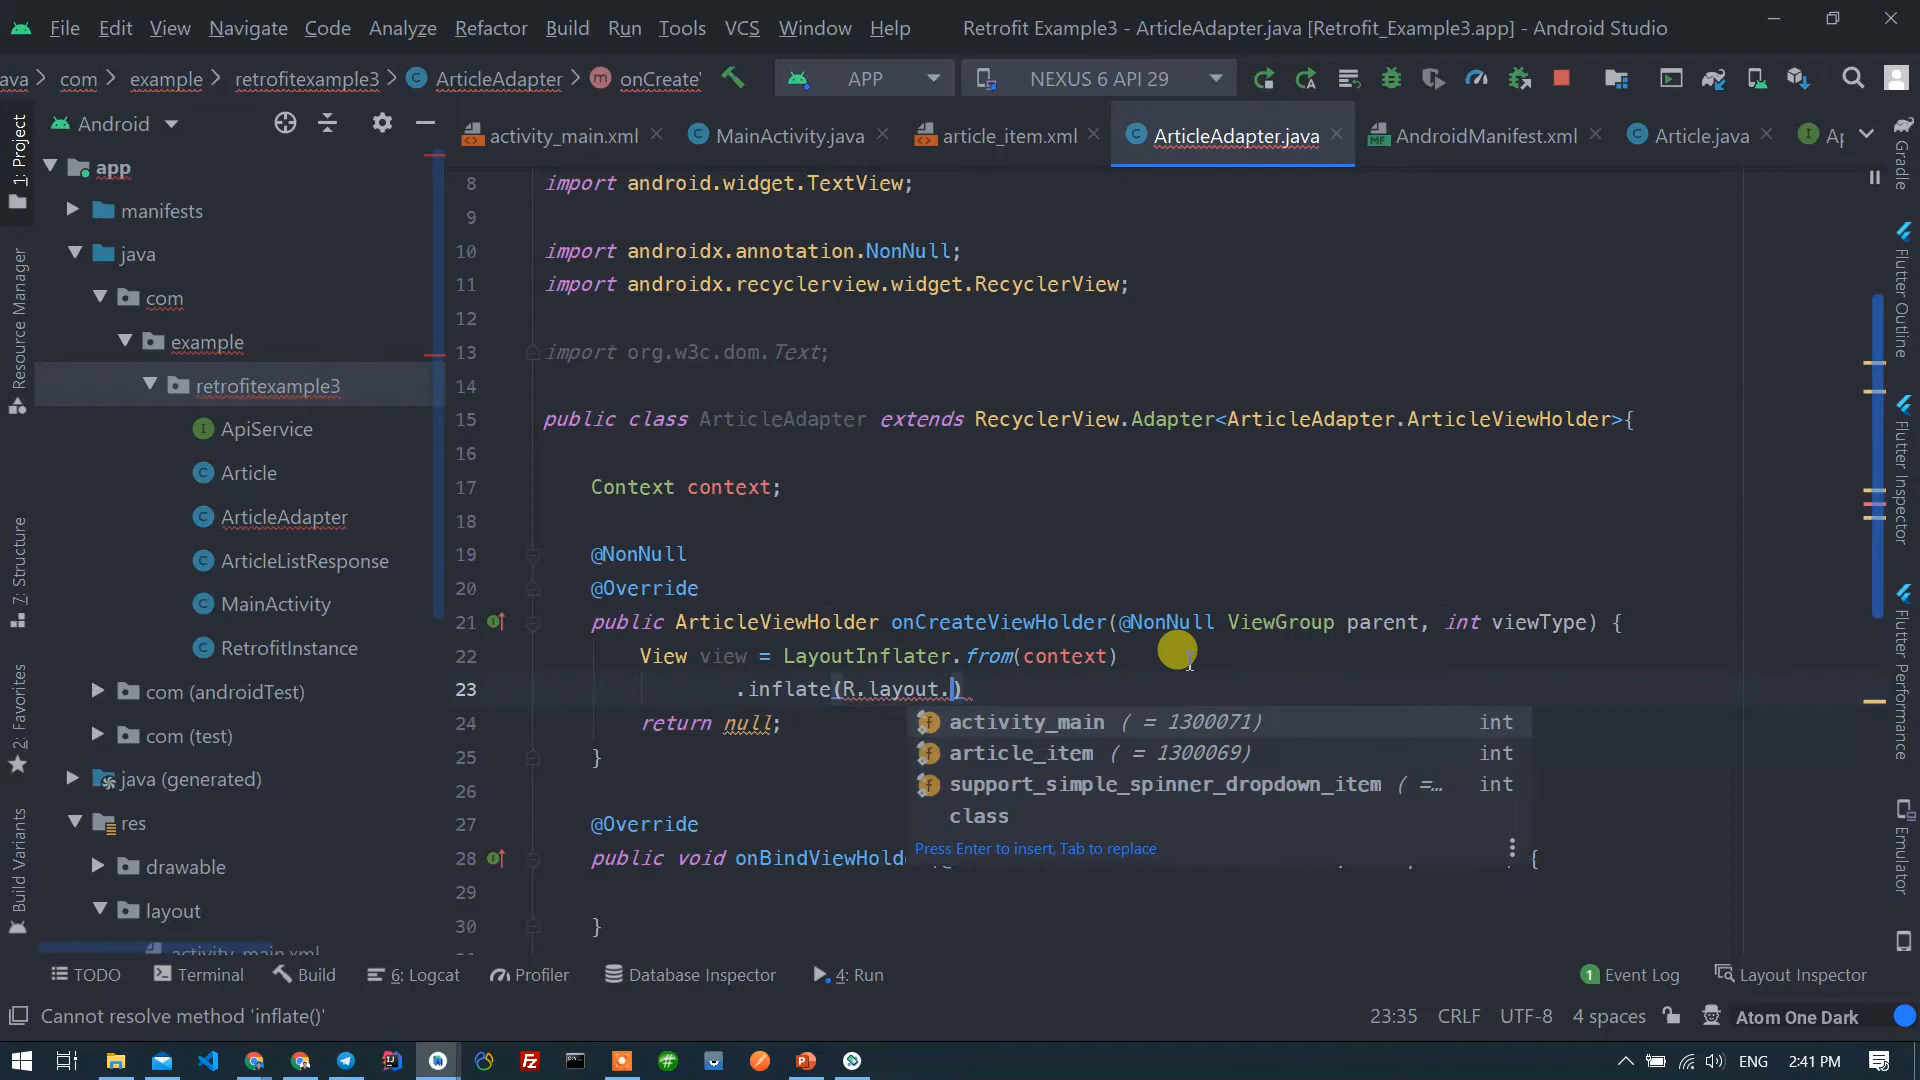 File Edit View Navigate Code Analyze Refactor Build Run Tools VCS Window Help Retrofit Example3 - ArticleAdapter.java [Retrofit_Example3.app] - Android Studio
ava com example retrofitexample3 ArticleAdapter onCreate' APP NEXUS 6 API 29
Android
activity_main.xml MainActivity.java article_item.xml ArticleAdapter.java AndroidManifest.xml Article.java Ap
1: Project
Resource Manager
7: Structure
2: Favorites
Build Variants
app
manifests
java
com
example
retrofitexample3
ApiService
Article
ArticleAdapter
ArticleListResponse
MainActivity
RetrofitInstance
com (androidTest)
com (test)
java (generated)
res
drawable
layout
activity_main.xml
8 import android.widget.TextView;
9
10 import androidx.annotation.NonNull;
11 import androidx.recyclerview.widget.RecyclerView;
12
13 import org.w3c.dom.Text;
14
15 public class ArticleAdapter extends RecyclerView.Adapter<ArticleAdapter.ArticleViewHolder>{
16
17 Context context;
18
19 @NonNull
20 @Override
21 public ArticleViewHolder onCreateViewHolder(@NonNull ViewGroup parent, int viewType) {
22 View view = LayoutInflater.from(context)
23 .inflate(R.layout.)
24 return null;
25 }
26
27 @Override
28 public void onBindViewHold {
29
30 }
activity_main ( = 1300071) int
article_item ( = 1300069) int
support_simple_spinner_dropdown_item ( =… int
class
Press Enter to insert, Tab to replace
Gradle
Flutter Outline
Flutter Inspector
Flutter Performance
Emulator
TODO Terminal Build 6: Logcat Profiler Database Inspector 4: Run 1 Event Log Layout Inspector
Cannot resolve method 'inflate()' 23:35 CRLF UTF-8 4 spaces Atom One Dark
ENG 2:41 PM